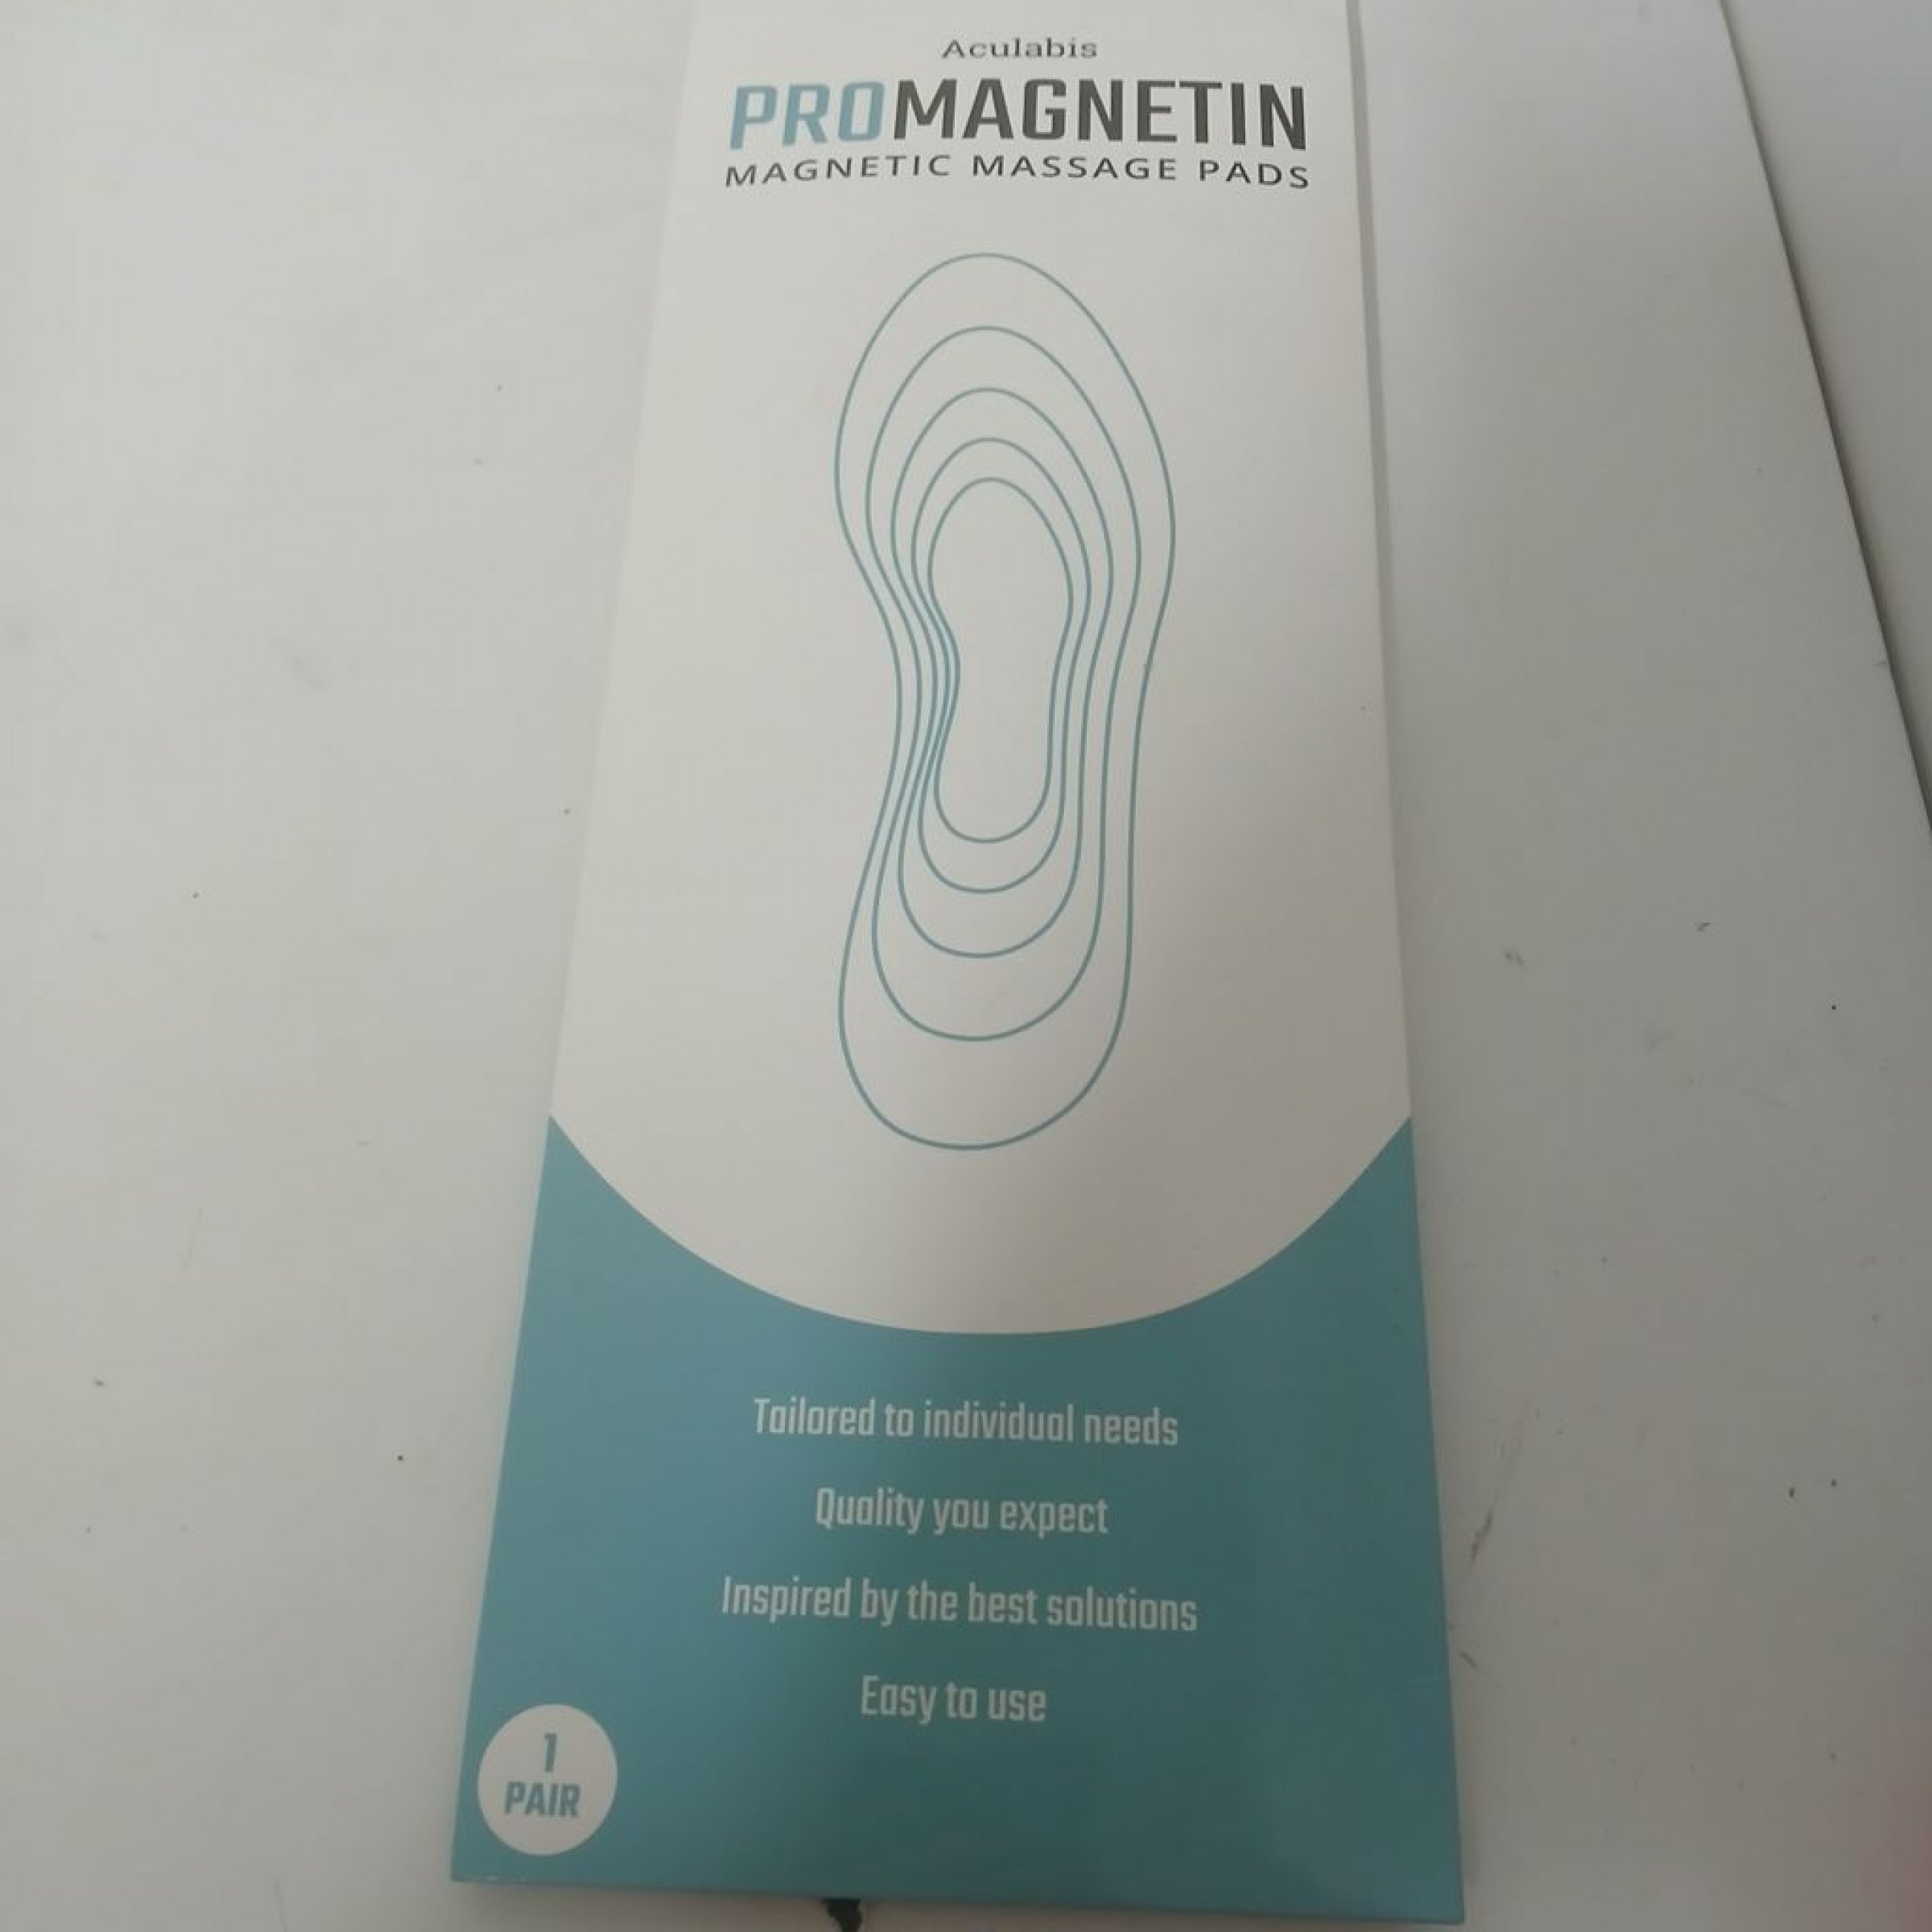 Aculabis
PROMAGNETIN
MAGNETIC MASSAGE PADS
Tailored to individual needs
Quality you expect
Inspired by the best solutions
Easy to use
1
PAIR